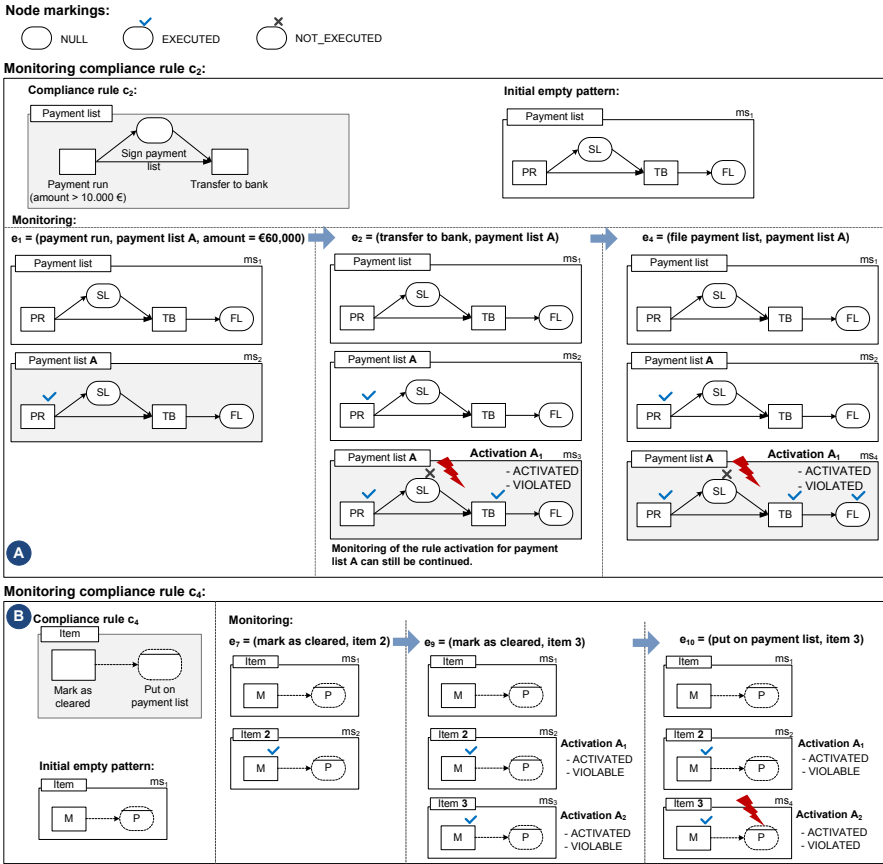 Node markings:
NULL
EXECUTED
NOT_EXECUTED
Monitoring compliance rule c₂:
Compliance rule c₂:
Payment list
Sign payment
list
Payment run
(amount > 10.000 €)
Transfer to bank
Initial empty pattern:
Payment list
ms₁
PR
SL
TB
FL
Monitoring:
e₁ = (payment run, payment list A, amount = €60,000)
Payment list
ms₁
PR
SL
TB
FL
Payment list A
ms₂
PR
SL
TB
FL
A
e₂ = (transfer to bank, payment list A)
Payment list
ms₁
PR
SL
TB
FL
Payment list A
ms₂
PR
SL
TB
FL
Payment list A
Activation A₁
ms₃
- ACTIVATED
- VIOLATED
PR
SL
TB
FL
Monitoring of the rule activation for payment
list A can still be continued.
e₄ = (file payment list, payment list A)
Payment list
ms₁
PR
SL
TB
FL
Payment list A
ms₂
PR
SL
TB
FL
Payment list A
Activation A₁
ms₄
- ACTIVATED
- VIOLATED
PR
SL
TB
FL
Monitoring compliance rule c₄:
B
Compliance rule c₄
Item
Mark as
cleared
Put on
payment list
Initial empty pattern:
Item
ms₁
M
P
Monitoring:
e₇ = (mark as cleared, item 2)
Item
ms₁
M
P
Item 2
ms₂
M
P
e₉ = (mark as cleared, item 3)
Item
ms₁
M
P
Item 2
ms₂
M
P
Activation A₁
- ACTIVATED
- VIOLABLE
Item 3
ms₃
M
P
Activation A₂
- ACTIVATED
- VIOLABLE
e₁₀ = (put on payment list, item 3)
Item
ms₁
M
P
Item 2
ms₂
M
P
Activation A₁
- ACTIVATED
- VIOLABLE
Item 3
ms₄
M
P
Activation A₂
- ACTIVATED
- VIOLATED